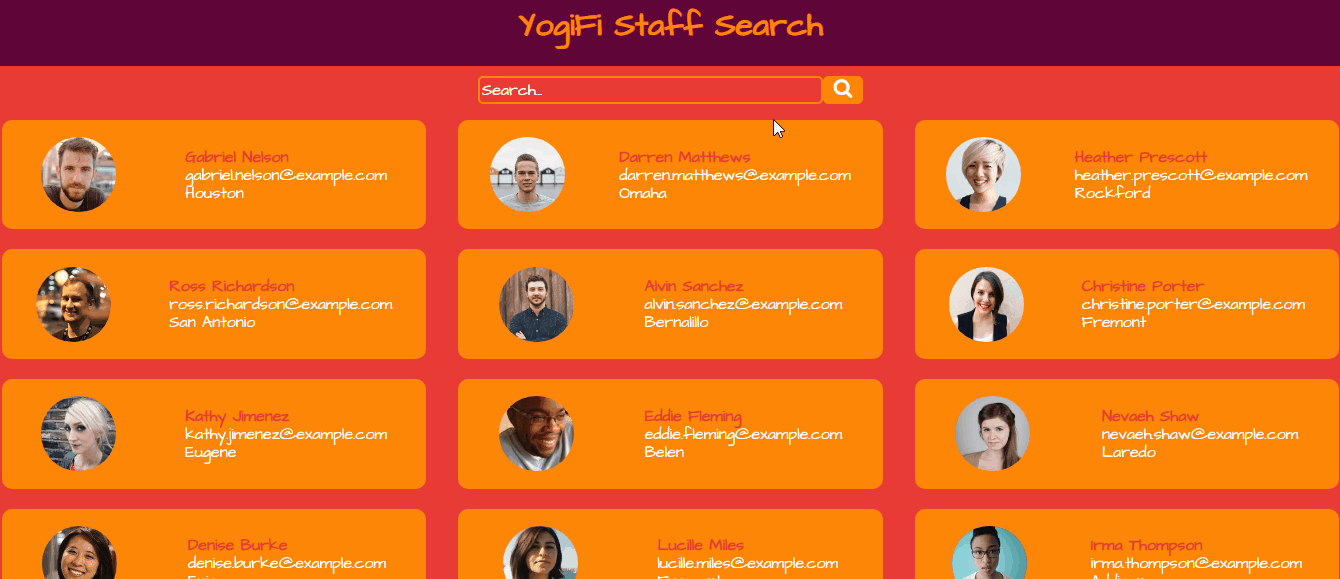 YogiFi Staff Search
Search...
Gabriel Nelson
gabriel.nelson@example.com
Houston
Darren Matthews
darren.matthews@example.com
Omaha
Heather Prescott
heather.prescott@example.com
Rockford
Ross Richardson
ross.richardson@example.com
San Antonio
Alvin Sanchez
alvin.sanchez@example.com
Bernalillo
Christine Porter
christine.porter@example.com
Fremont
Kathy Jimenez
kathy.jimenez@example.com
Eugene
Eddie Fleming
eddie.fleming@example.com
Belen
Nevaeh Shaw
nevaeh.shaw@example.com
Laredo
Denise Burke
denise.burke@example.com
Lucille Miles
lucille.miles@example.com
Irma Thompson
irma.thompson@example.com